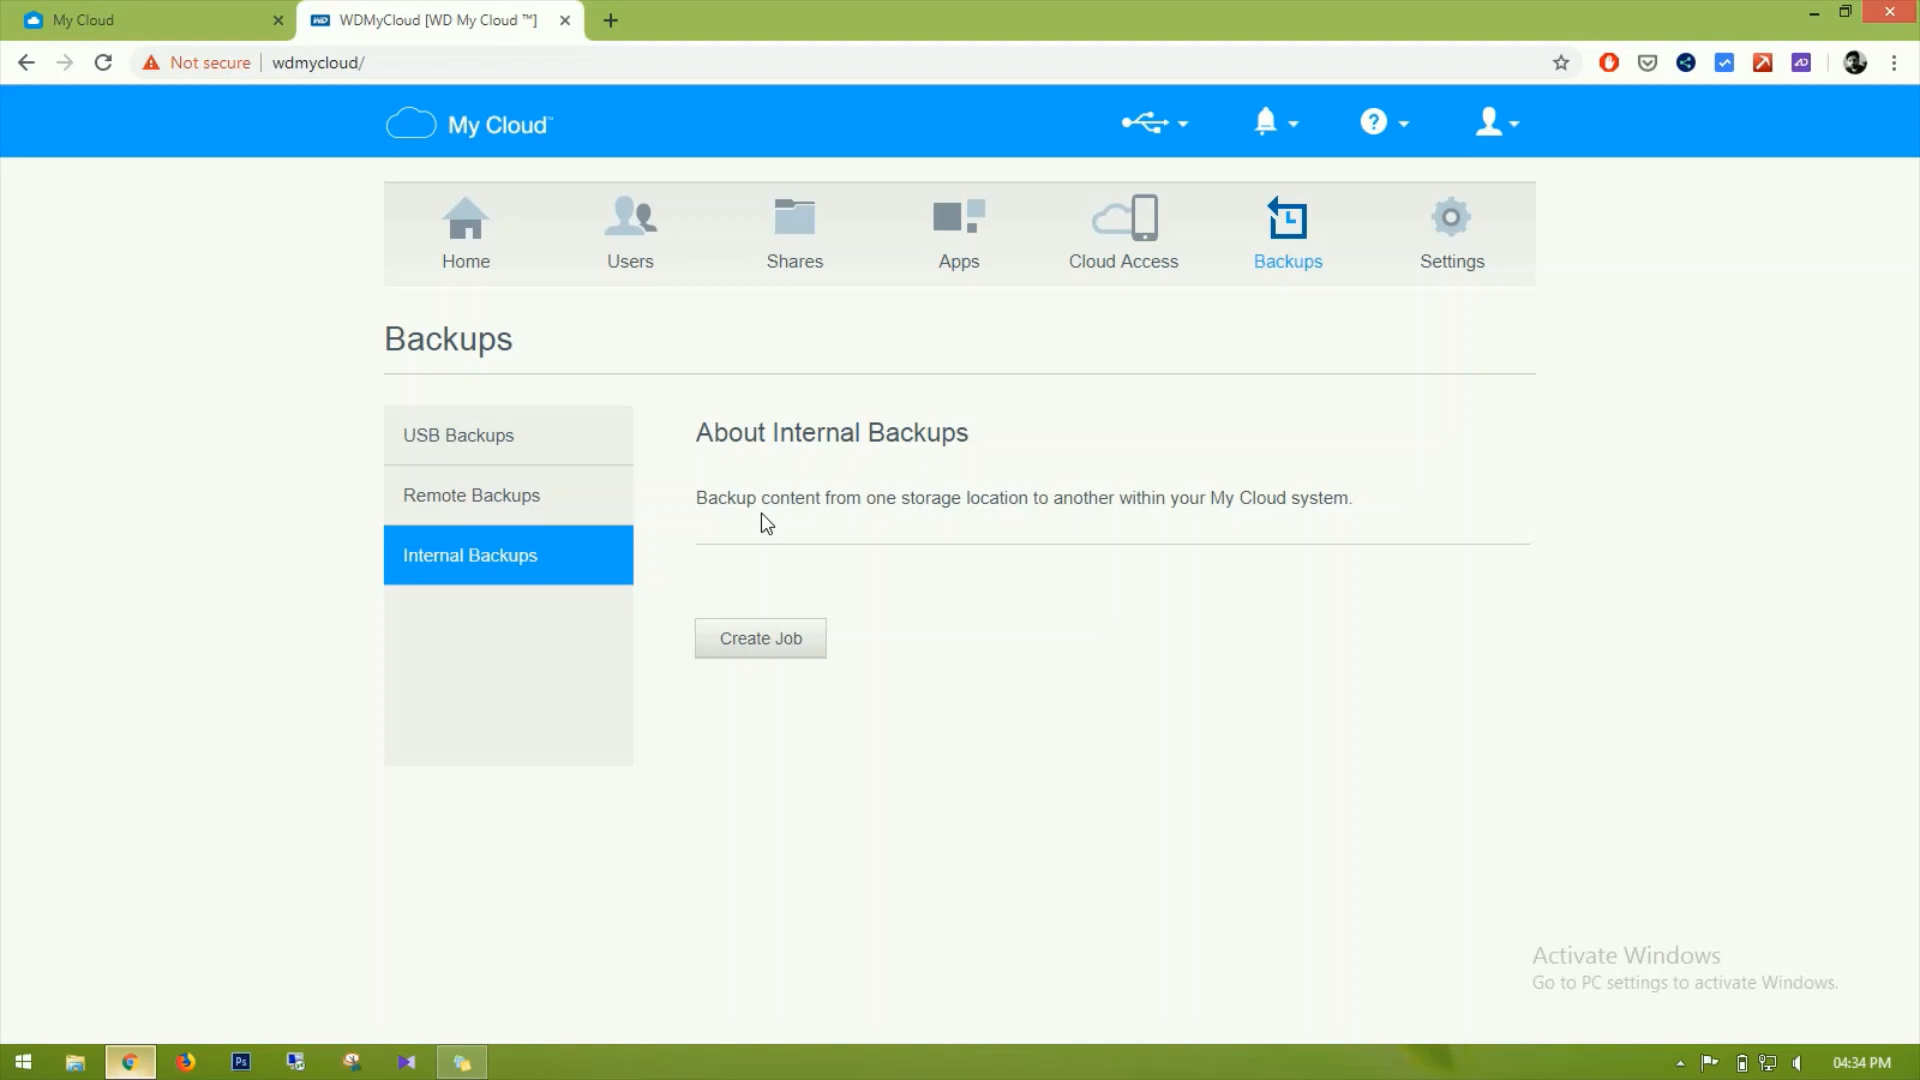 My Cloud
WDMyCloud [WD My Cloud ™]
Not secure
wdmycloud/
My Cloud™
Home
Users
Shares
Apps
Cloud Access
Backups
Settings
Backups
USB Backups
Remote Backups
Internal Backups
About Internal Backups
Backup content from one storage location to another within your My Cloud system.
Create Job
Activate Windows
Go to PC settings to activate Windows.
Ps
04:34 PM